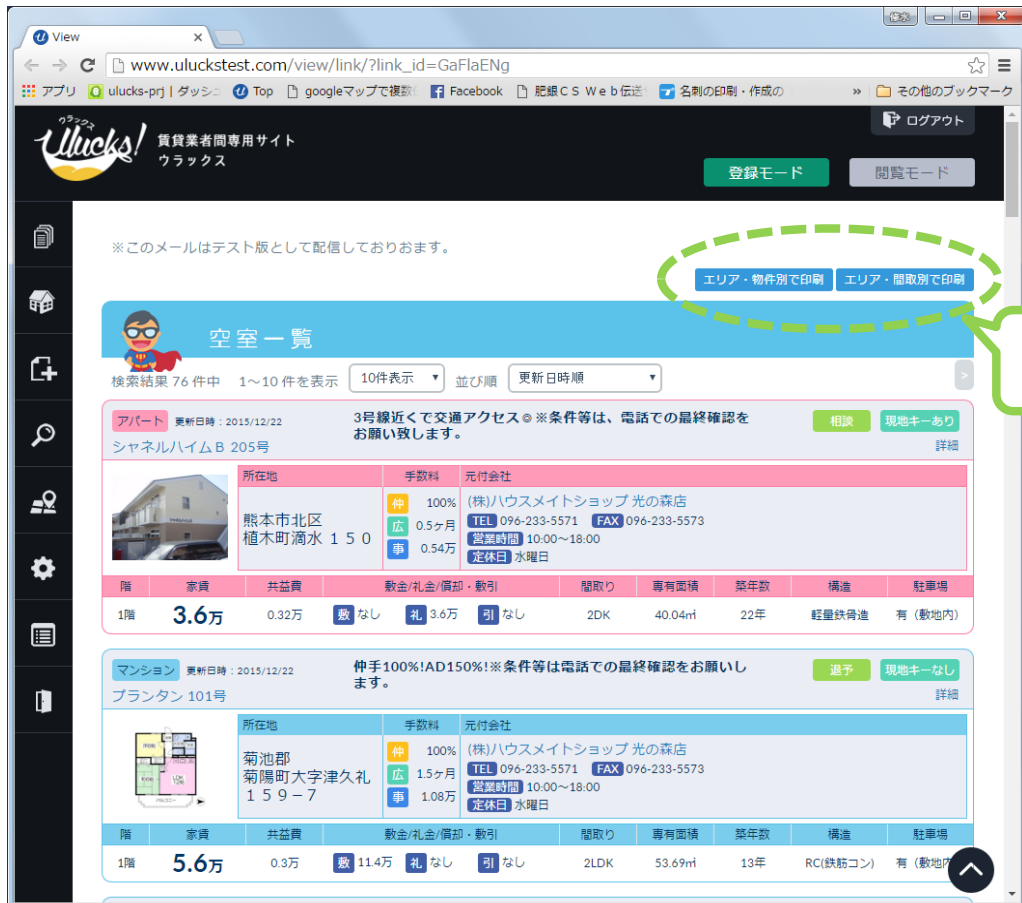 View
www.uluckstest.com/view/link/?link_id=GaFlaENg
アプリ ulucks-prj | ダッシュ Top googleマップで複数 Facebook 肥銀ＣＳ Ｗｅｂ伝送 名刺の印刷・作成の » その他のブックマーク
ウラックス
Ulucks!
賃貸業者間専用サイト
ウラックス
ログアウト
登録モード 閲覧モード
※このメールはテスト版として配信しておりおます。
エリア・物件別で印刷 エリア・間取別で印刷
空室一覧
検索結果 76 件中 1～10 件を表示 10件表示 並び順 更新日時順 >
アパート 更新日時：2015/12/22 3号線近くで交通アクセス◎※条件等は、電話での最終確認を
お願い致します。
相談 現地キーあり
シャネルハイムＢ 205号 詳細
所在地 手数料 元付会社
熊本市北区
植木町滴水 １５０
仲 100%
広 0.5ヶ月
事 0.54万
(株)ハウスメイトショップ 光の森店
TEL 096-233-5571 FAX 096-233-5573
営業時間 10:00～18:00
定休日 水曜日
階 家賃 共益費 敷金/礼金/償却・敷引 間取り 専有面積 築年数 構造 駐車場
1階 3.6万 0.32万 敷 なし 礼 3.6万 引 なし 2DK 40.04㎡ 22年 軽量鉄骨造 有（敷地内）
マンション 更新日時：2015/12/22 仲手100%!AD150%!※条件等は電話での最終確認をお願いし
ます。
退予 現地キーなし
プランタン 101号 詳細
所在地 手数料 元付会社
菊池郡
菊陽町大字津久礼
１５９－７
仲 100%
広 1.5ヶ月
事 1.08万
(株)ハウスメイトショップ 光の森店
TEL 096-233-5571 FAX 096-233-5573
営業時間 10:00～18:00
定休日 水曜日
階 家賃 共益費 敷金/礼金/償却・敷引 間取り 専有面積 築年数 構造 駐車場
1階 5.6万 0.3万 敷 11.4万 礼 なし 引 なし 2LDK 53.69㎡ 13年 RC(鉄筋コン) 有（敷地内